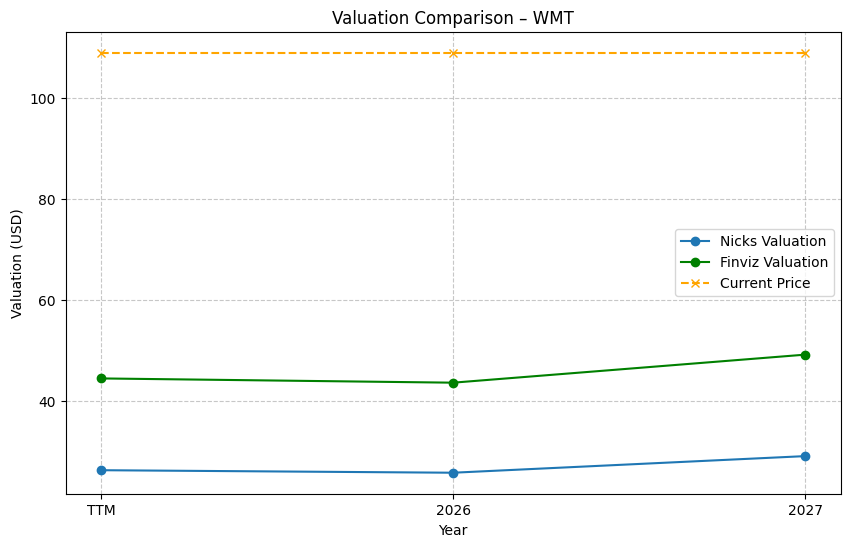 Valuation Comparison – WMT
Valuation (USD)
100
80
60
40
Nicks Valuation
Finviz Valuation
Current Price
TTM
2026
2027
Year